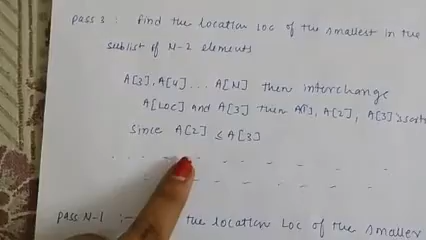 Pass 3 : Find the location LOC of the smallest in the
sublist of N-2 elements
A[3], A[4] ... A[N] then interchange
A[LOC] and A[3] then A[1], A[2], A[3] is sort
since A[2] ≤ A[3]
Pass N-1 : the location LOC of the smaller